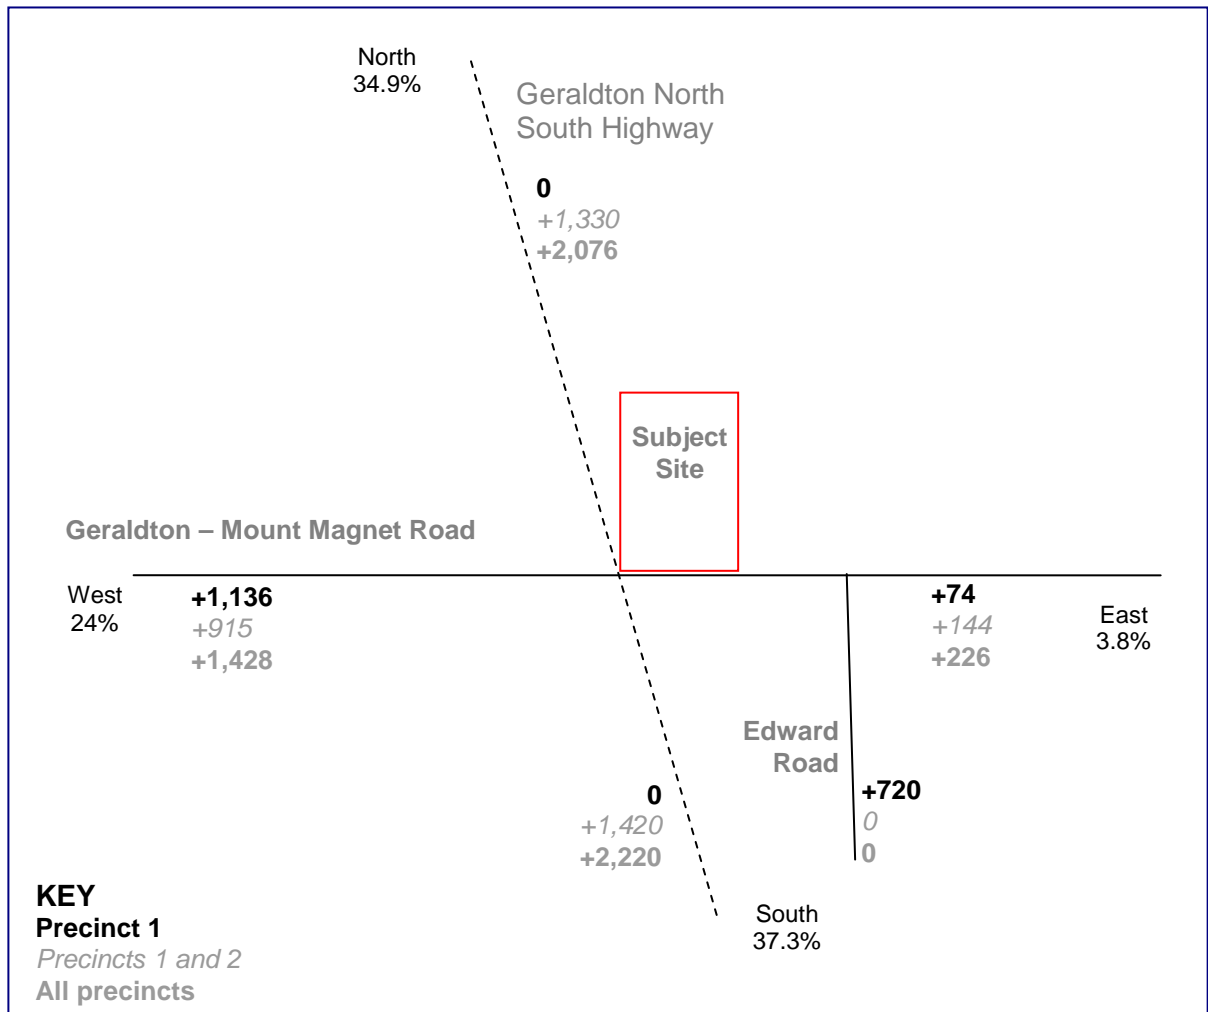 North
34.9%
Geraldton North
South Highway
0
+1,330
+2,076
Subject
Site
Geraldton – Mount Magnet Road
West
24%
+1,136
+915
+1,428
+74
+144
+226
East
3.8%
Edward
Road
0
+1,420
+2,220
+720
0
0
KEY
Precinct 1
Precincts 1 and 2
All precincts
South
37.3%